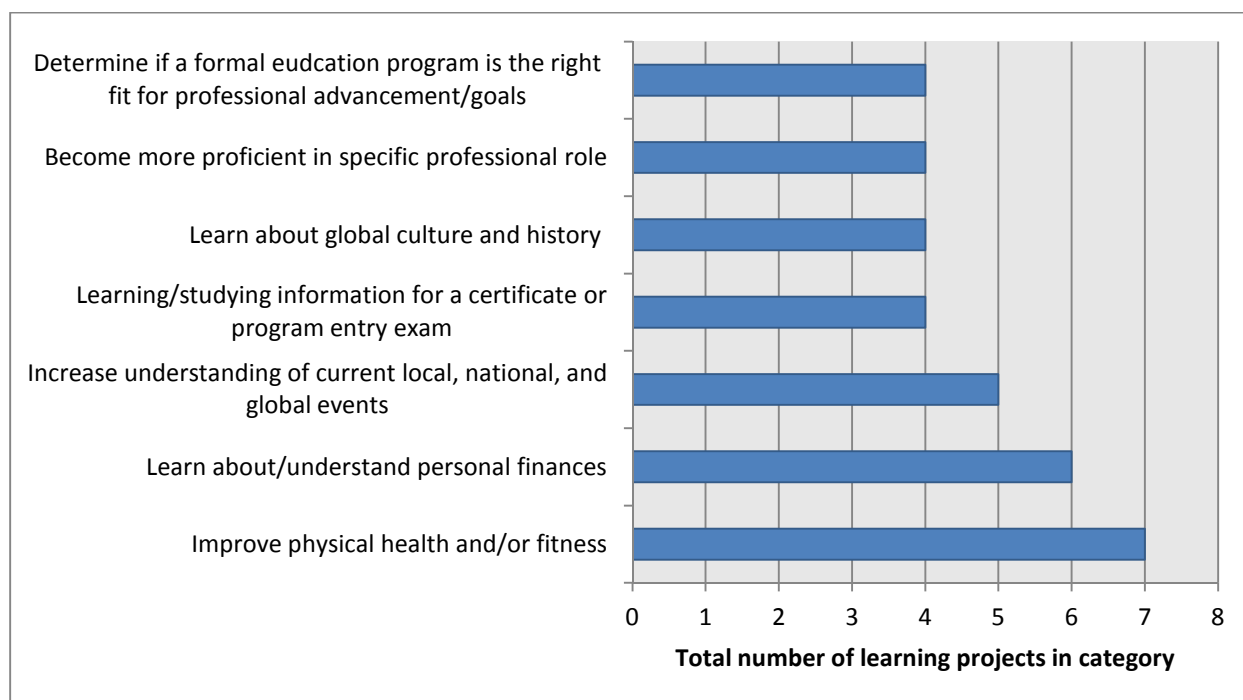 Determine if a formal eudcation program is the right
fit for professional advancement/goals
Become more proficient in specific professional role
Learn about global culture and history
Learning/studying information for a certificate or
program entry exam
Increase understanding of current local, national, and
global events
Learn about/understand personal finances
Improve physical health and/or fitness
0 1 2 3 4 5 6 7 8
Total number of learning projects in category